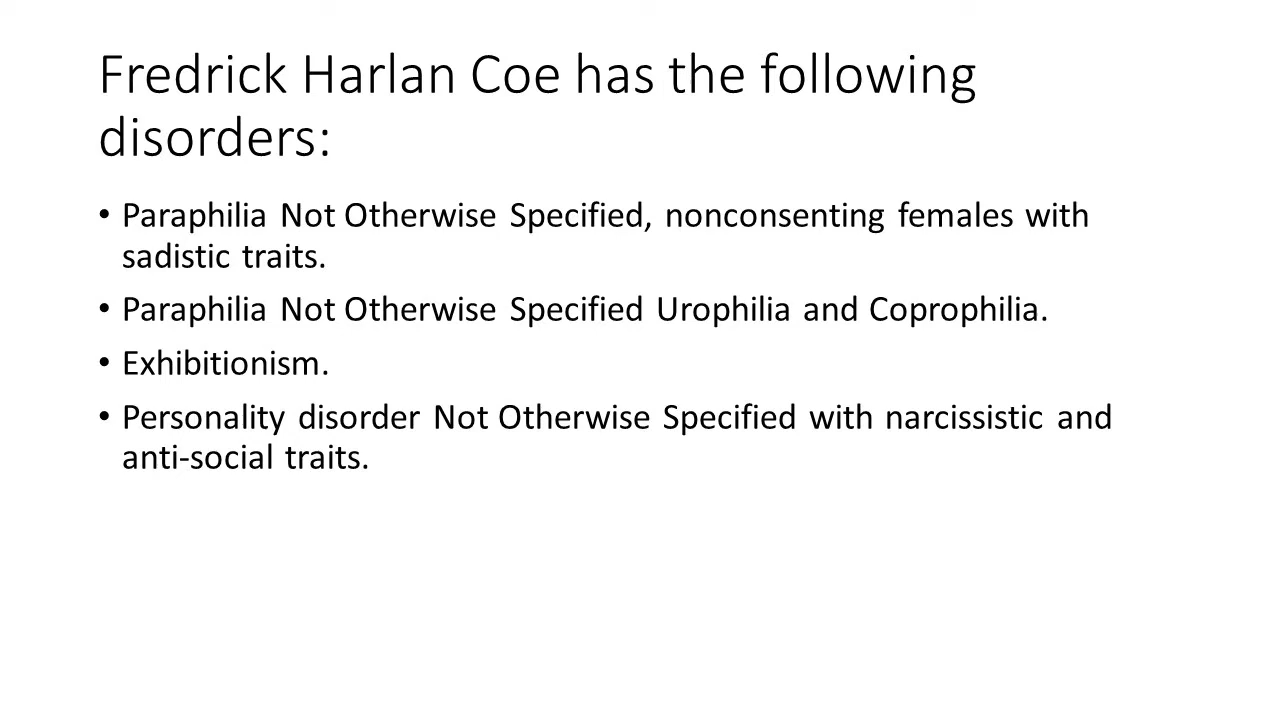 Fredrick Harlan Coe has the following
disorders:
• Paraphilia Not Otherwise Specified, nonconsenting females with
sadistic traits.
• Paraphilia Not Otherwise Specified Urophilia and Coprophilia.
• Exhibitionism.
• Personality disorder Not Otherwise Specified with narcissistic and
anti-social traits.